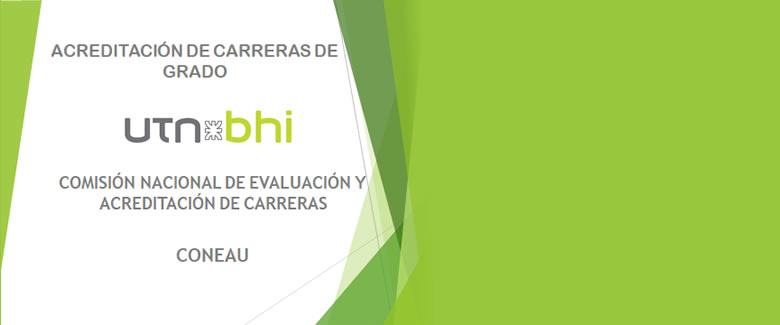 ACREDITACIÓN DE CARRERAS DE
GRADO
utn bhi
COMISIÓN NACIONAL DE EVALUACIÓN Y
ACREDITACIÓN DE CARRERAS
CONEAU